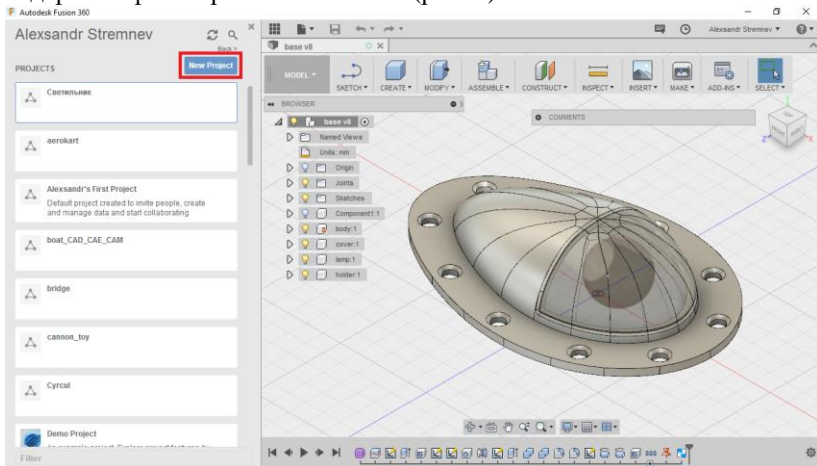 Autodesk Fusion 360
Alexsandr Stremnev
Back >
PROJECTS
New Project
Светильник
aerokart
Alexsandr's First Project
Default project created to invite people, create
and manage data and start collaborating
boat_CAD_CAE_CAM
bridge
cannon_toy
Cyrcul
Demo Project
Filter
Alexsandr Stremnev
base v8
MODEL
SKETCH
CREATE
MODIFY
ASSEMBLE
CONSTRUCT
INSPECT
INSERT
MAKE
ADD-INS
SELECT
BROWSER
COMMENTS
base v8
Named Views
Units: mm
Origin
Joints
Sketches
Component1:1
body:1
cover:1
lamp:1
holder:1
TOP
FRONT
RIGHT
Z
X